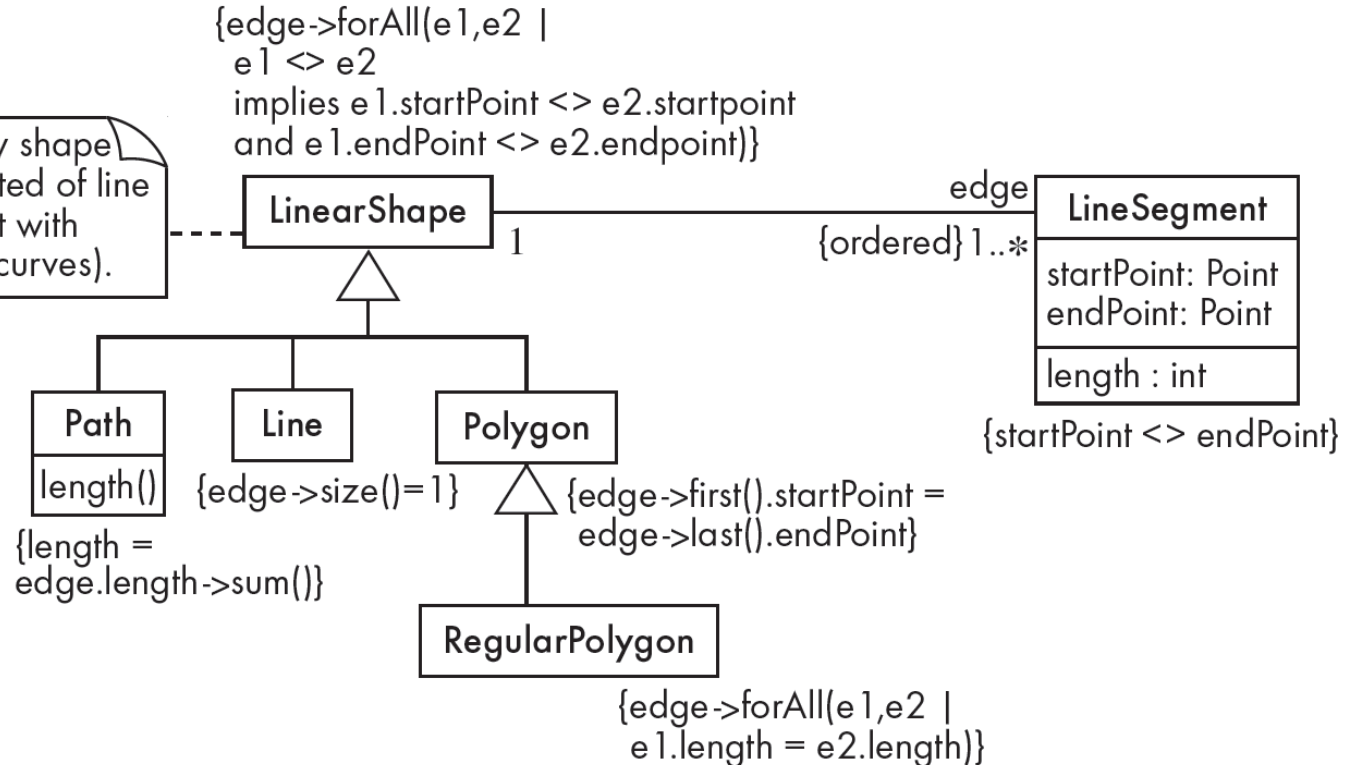 {edge->forAll(e1,e2 |
e1 <> e2
implies e1.startPoint <> e2.startpoint
and e1.endPoint <> e2.endpoint)}
shape
of line
with
curves).
LinearShape
1
edge
{ordered} 1..*
LineSegment
startPoint: Point
endPoint: Point
length : int
{startPoint <> endPoint}
Path
length()
{length =
edge.length->sum()}
Line
{edge->size()=1}
Polygon
{edge->first().startPoint =
edge->last().endPoint}
RegularPolygon
{edge->forAll(e1,e2 |
e1.length = e2.length)}